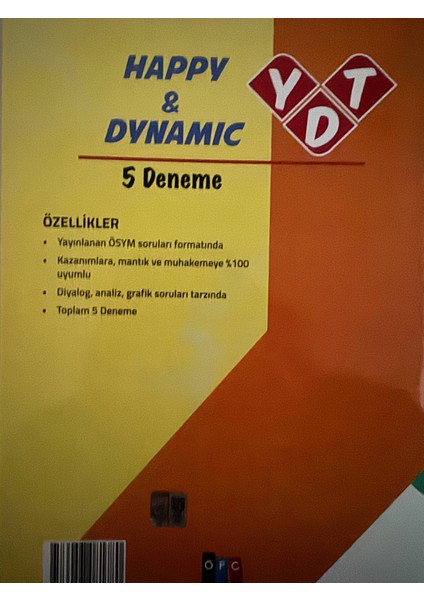 HAPPY
&
DYNAMIC
YDT
5 Deneme
ÖZELLİKLER
• Yayınlanan ÖSYM soruları formatında
• Kazanımlara, mantık ve muhakemeye %100
uyumlu
• Diyalog, analiz, grafik soruları tarzında
• Toplam 5 Deneme
OFC